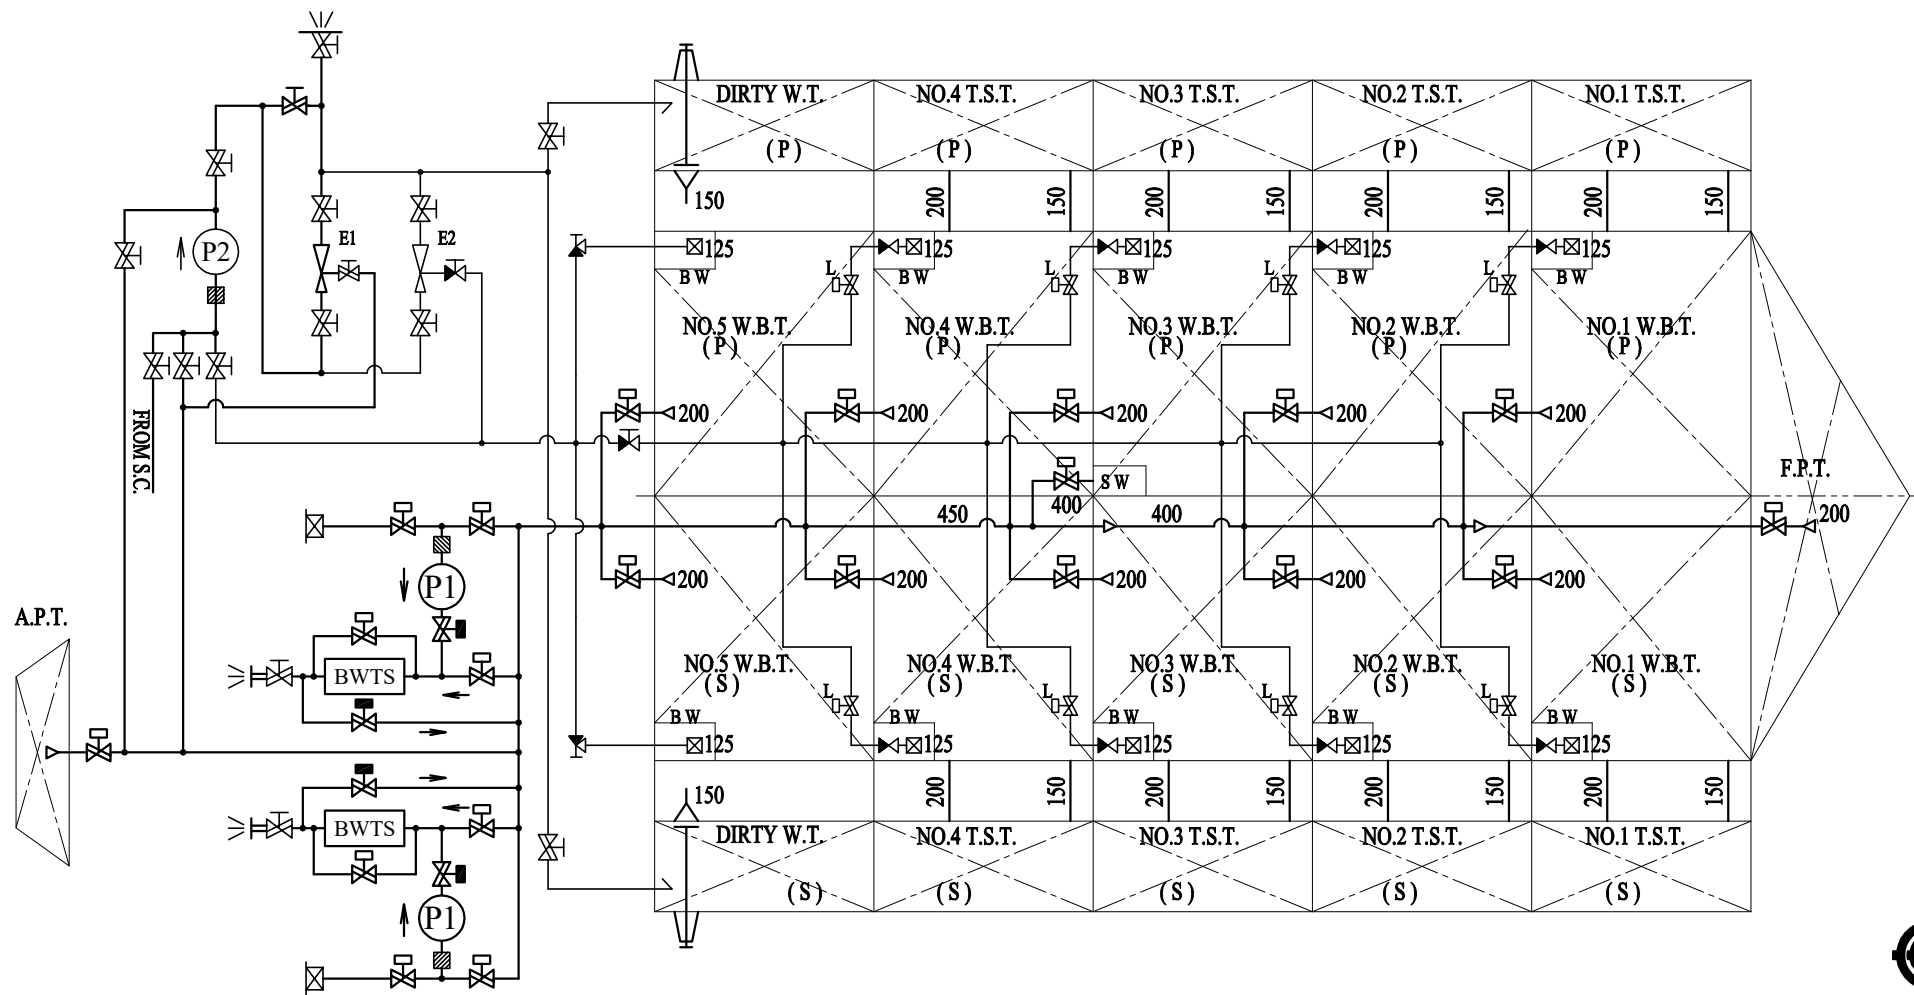 DIRTY W.T. NO.4 T.S.T. NO.3 T.S.T. NO.2 T.S.T. NO.1 T.S.T.
(P) (P) (P) (P) (P)
150 200 150 200 150 200 150 200 150
P2 E1 E2 125 125 125 125 125
BW BW BW BW BW
L L L L
NO.5 W.B.T. NO.4 W.B.T. NO.3 W.B.T. NO.2 W.B.T. NO.1 W.B.T.
(P) (P) (P) (P) (P)
FROM S.C.
200 200 200 200 200
SW F.P.T.
450 400 400 200
P1 200 200 200 200 200
A.P.T.
BWTS
NO.5 W.B.T. NO.4 W.B.T. NO.3 W.B.T. NO.2 W.B.T. NO.1 W.B.T.
(S) (S) (S) (S) (S)
L L L L
BW BW BW BW BW
125 125 125 125 125
150 200 150 200 150 200 150 200 150
BWTS
DIRTY W.T. NO.4 T.S.T. NO.3 T.S.T. NO.2 T.S.T. NO.1 T.S.T.
(S) (S) (S) (S) (S)
P1